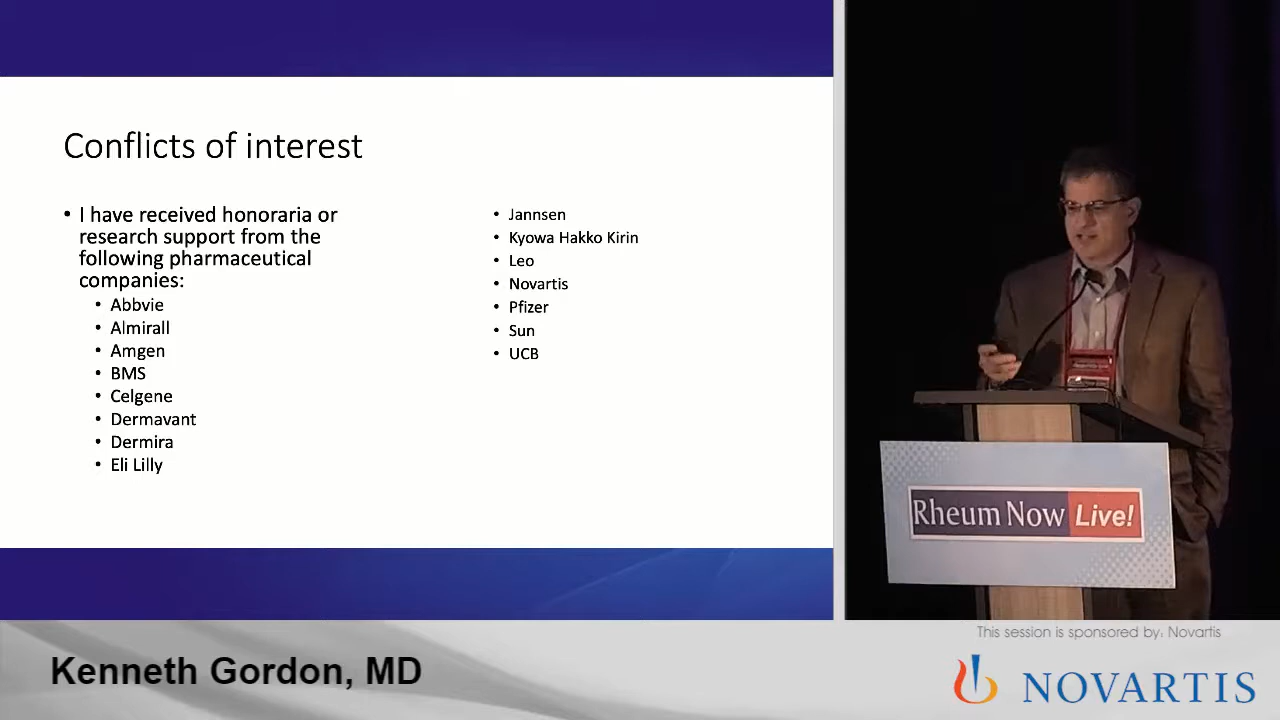 Conflicts of interest
• I have received honoraria or
research support from the
following pharmaceutical
companies:
• Abbvie
• Almirall
• Amgen
• BMS
• Celgene
• Dermavant
• Dermira
• Eli Lilly
• Jannsen
• Kyowa Hakko Kirin
• Leo
• Novartis
• Pfizer
• Sun
• UCB
Rheum Now Live!
This session is sponsored by: Novartis
Kenneth Gordon, MD
NOVARTIS